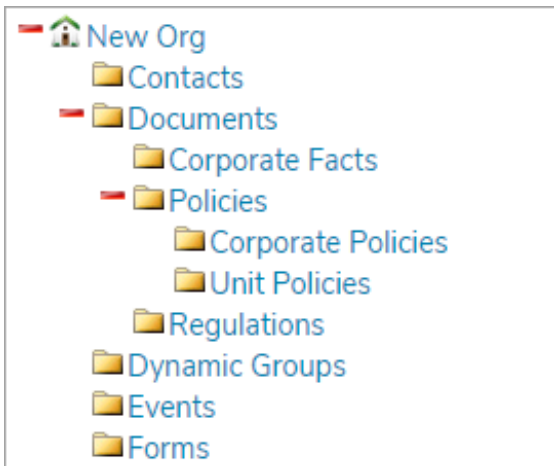 New Org
Contacts
Documents
Corporate Facts
Policies
Corporate Policies
Unit Policies
Regulations
Dynamic Groups
Events
Forms